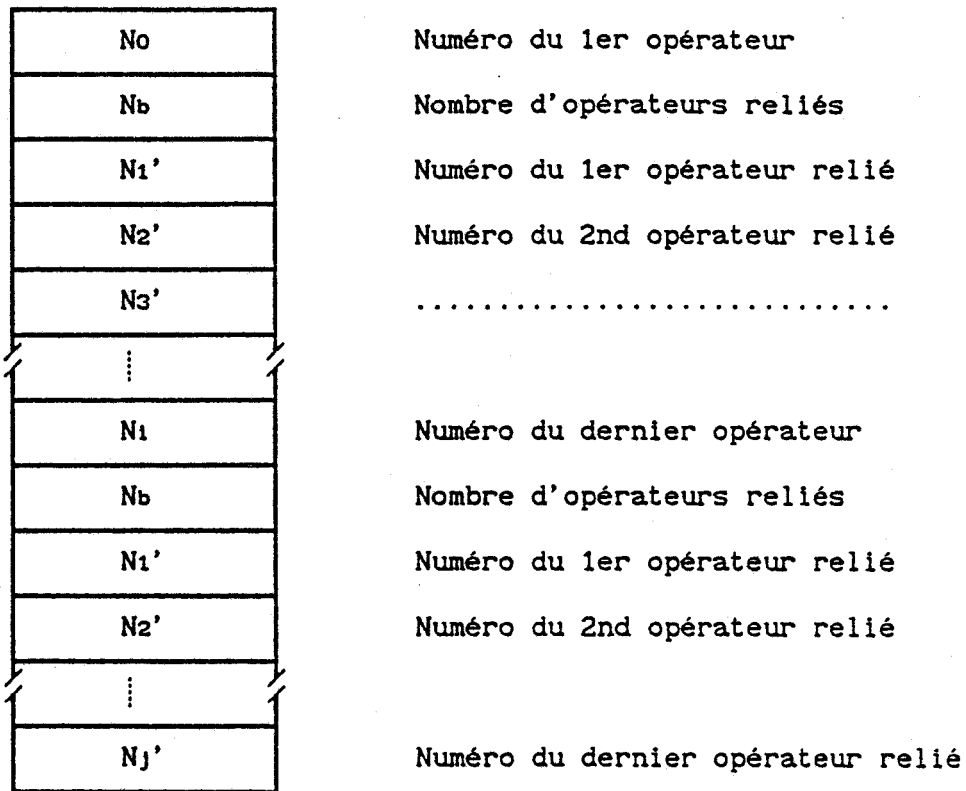 No Numéro du 1er opérateur
Nb Nombre d'opérateurs reliés
N1' Numéro du 1er opérateur relié
N2' Numéro du 2nd opérateur relié
N3' .............................
Ni Numéro du dernier opérateur
Nb Nombre d'opérateurs reliés
N1' Numéro du 1er opérateur relié
N2' Numéro du 2nd opérateur relié
Nj' Numéro du dernier opérateur relié